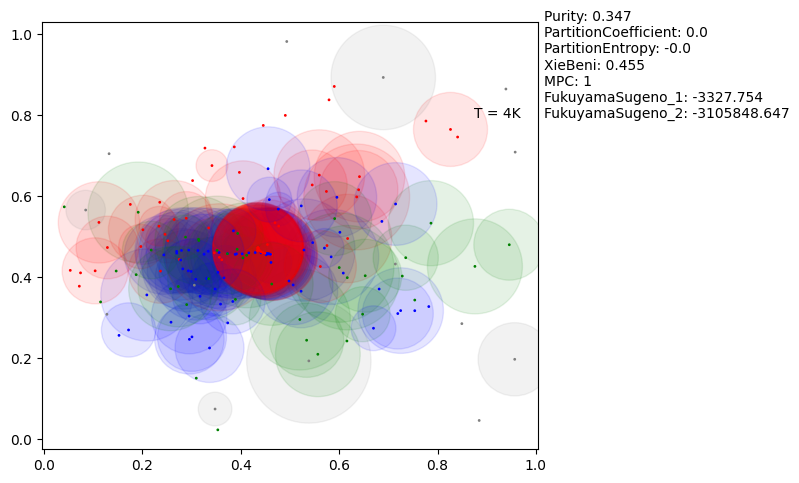 Purity: 0.347
PartitionCoefficient: 0.0
PartitionEntropy: -0.0
XieBeni: 0.455
MPC: 1
FukuyamaSugeno_1: -3327.754
FukuyamaSugeno_2: -3105848.647
T = 4K
1.0
0.8
0.6
0.4
0.2
0.0
0.0 0.2 0.4 0.6 0.8 1.0